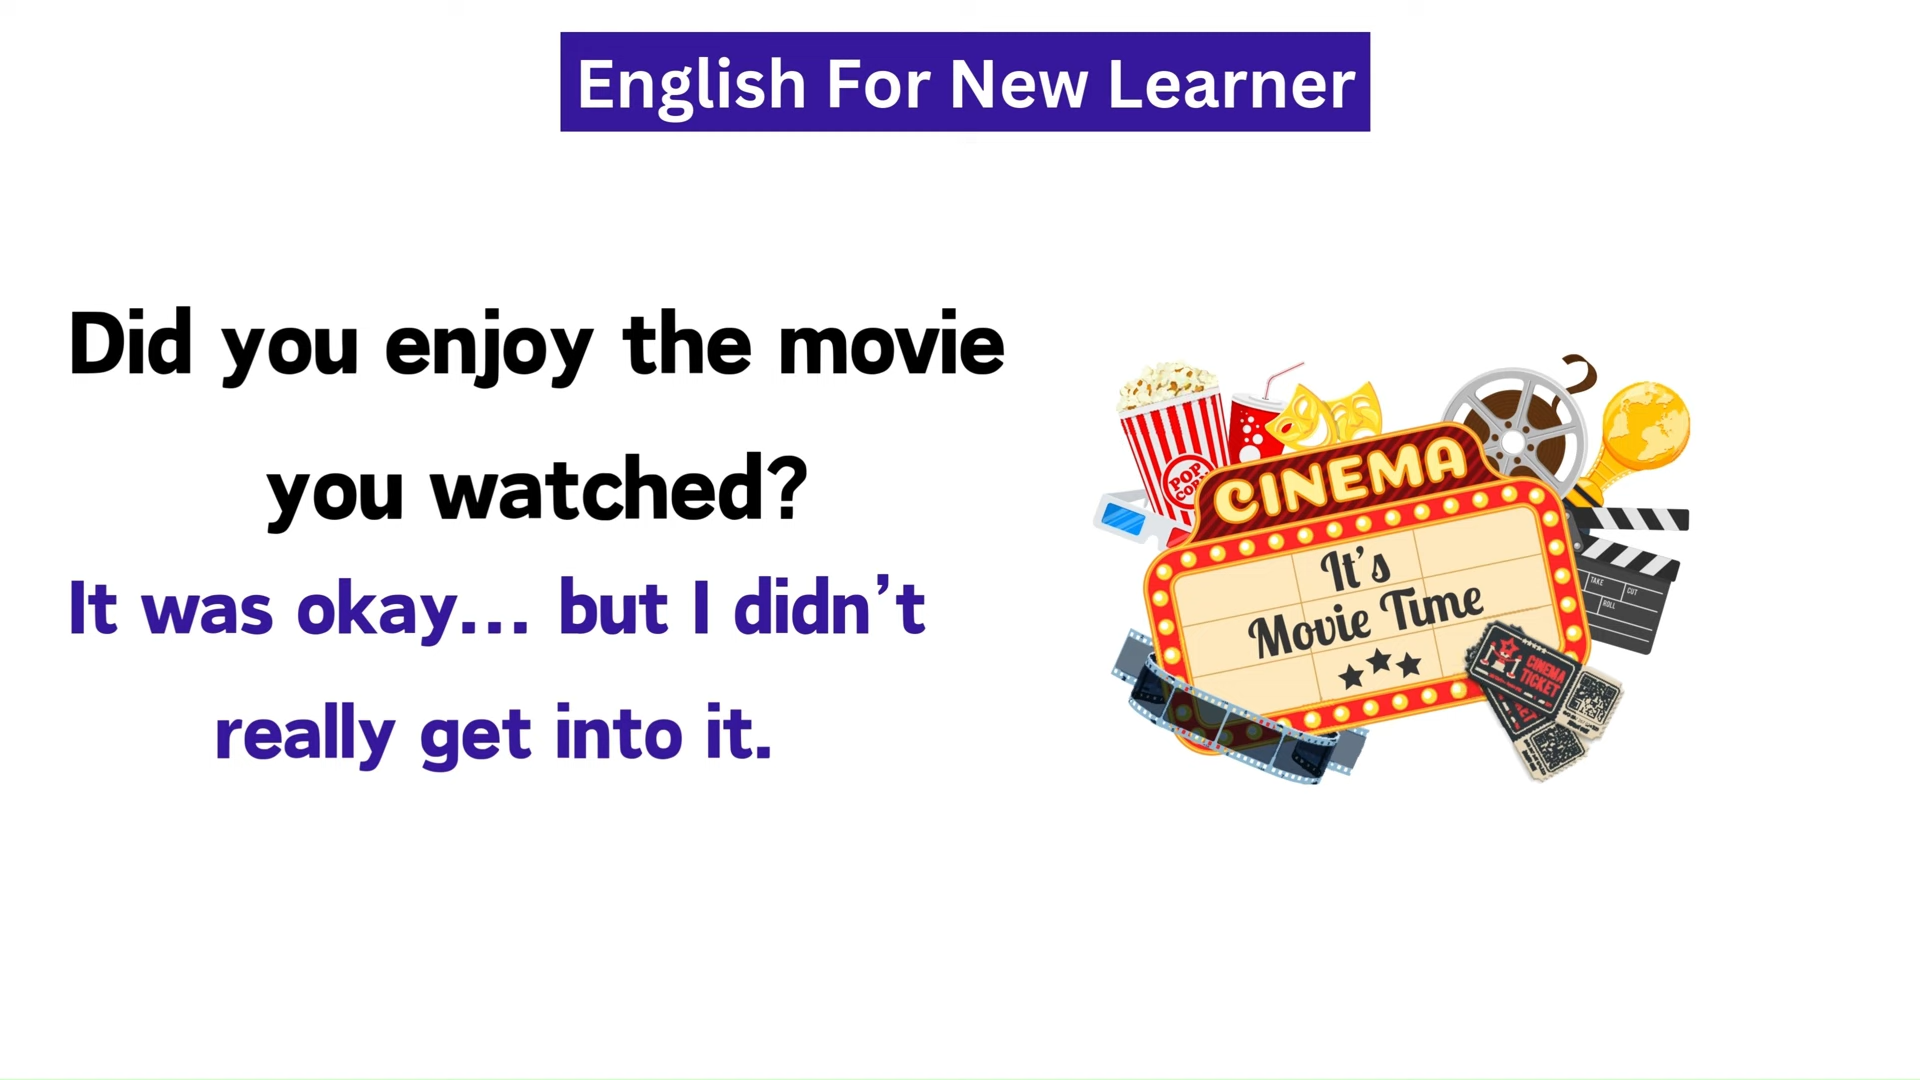 English For New Learner
Did you enjoy the movie
you watched?
It was okay... but I didn’t
really get into it.
POP
CORN
CINEMA
It's
Movie Time
TAKE
CUT
ROLL
CINEMA
TICKET